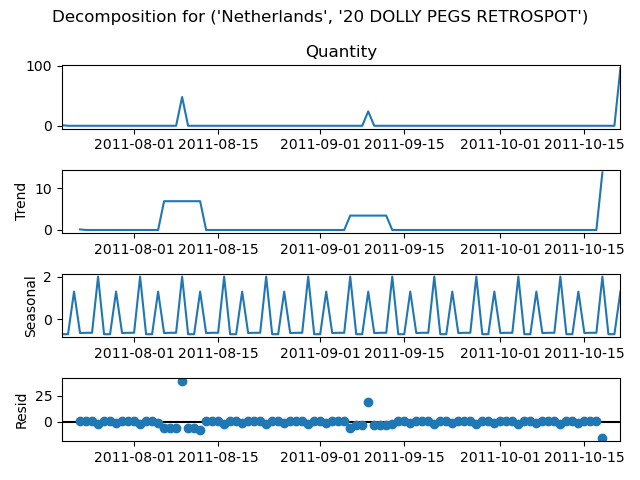 Decomposition for ('Netherlands', '20 DOLLY PEGS RETROSPOT')
Quantity
100
0
2011-08-01 2011-08-15 2011-09-01 2011-09-15 2011-10-01 2011-10-15
Trend
10
0
2011-08-01 2011-08-15 2011-09-01 2011-09-15 2011-10-01 2011-10-15
Seasonal
2
0
2011-08-01 2011-08-15 2011-09-01 2011-09-15 2011-10-01 2011-10-15
Resid
25
0
2011-08-01 2011-08-15 2011-09-01 2011-09-15 2011-10-01 2011-10-15